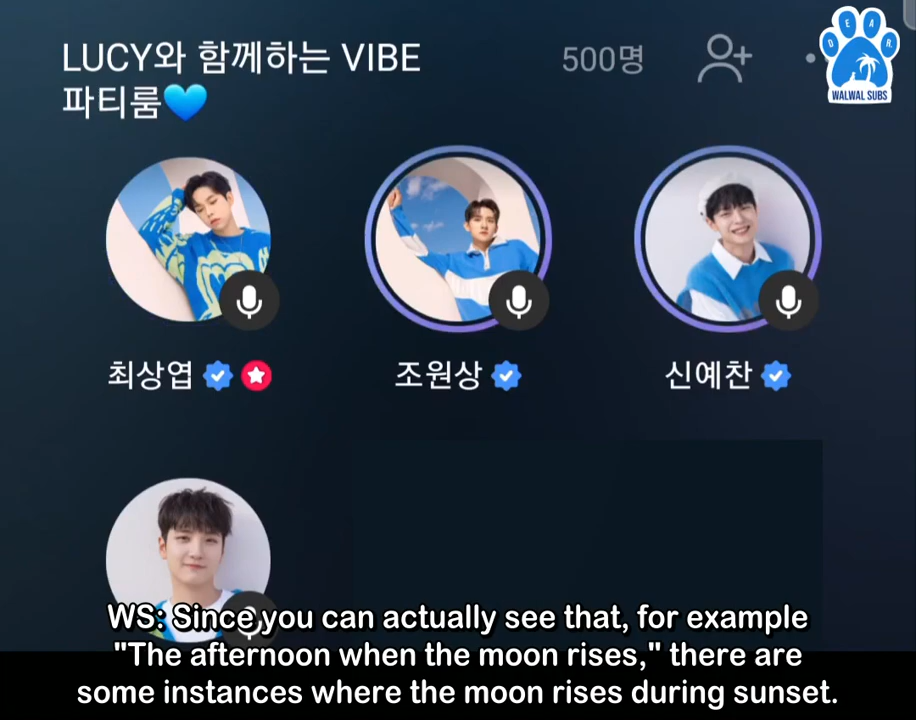 LUCY와 함께하는 VIBE
파티룸💙
500명
DEAR.
WALWAL SUBS
최상엽
조원상
신예찬
WS: Since you can actually see that, for example
"The afternoon when the moon rises," there are
some instances where the moon rises during sunset.